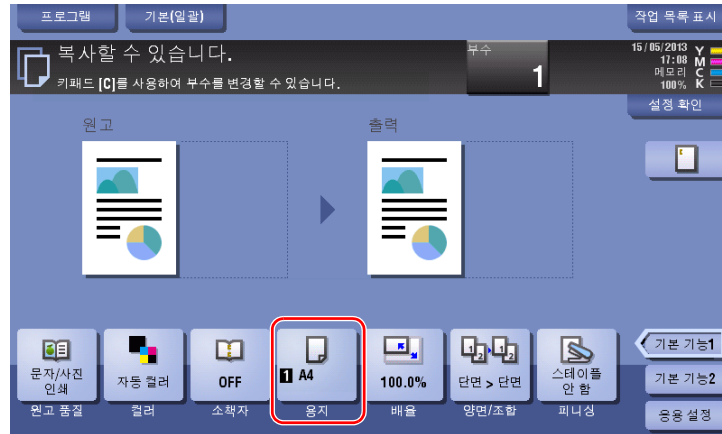 프로그램
기본(일괄)
작업 목록 표시
복사할 수 있습니다.
키패드 [C]를 사용하여 부수를 변경할 수 있습니다.
부수
1
15/05/2013
17:08
메모리
100%
Y
M
C
K
설정 확인
원고
출력
문자/사진
인쇄
원고 품질
자동 컬러
컬러
OFF
소책자
1 A4
용지
100.0%
배율
1 2 1 2
단면 > 단면
양면/조합
스테이플
안 함
피니싱
기본 기능1
기본 기능2
응용 설정